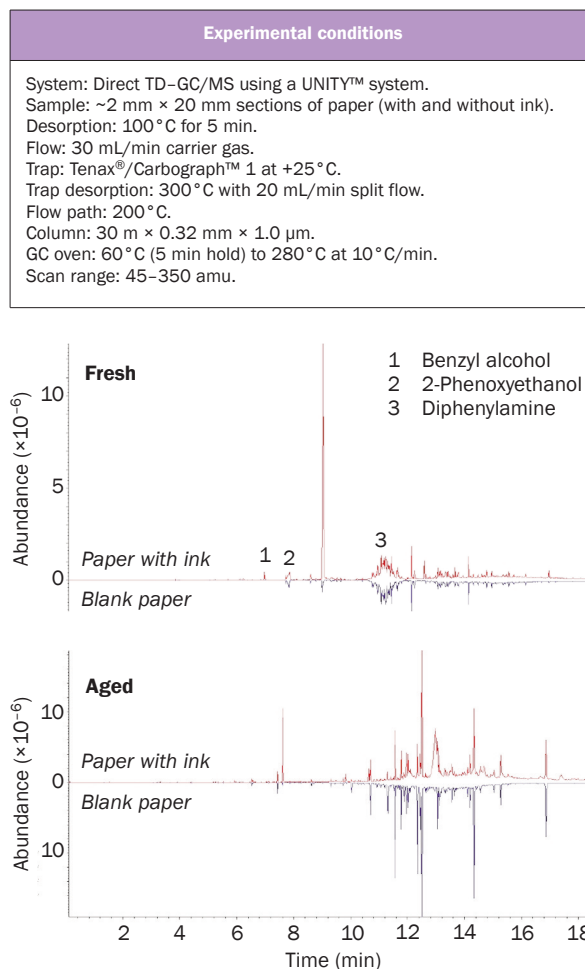 Experimental conditions
System: Direct TD–GC/MS using a UNITY™ system.
Sample: ~2 mm × 20 mm sections of paper (with and without ink).
Desorption: 100°C for 5 min.
Flow: 30 mL/min carrier gas.
Trap: Tenax®/Carbograph™ 1 at +25°C.
Trap desorption: 300°C with 20 mL/min split flow.
Flow path: 200°C.
Column: 30 m × 0.32 mm × 1.0 µm.
GC oven: 60°C (5 min hold) to 280°C at 10°C/min.
Scan range: 45–350 amu.
Fresh
1 Benzyl alcohol
2 2-Phenoxyethanol
3 Diphenylamine
Abundance (×10⁻⁶)
10
5
0
1 2 3
Paper with ink
Blank paper
Aged
Abundance (×10⁻⁶)
10
0
10
Paper with ink
Blank paper
2 4 6 8 10 12 14 16 18
Time (min)